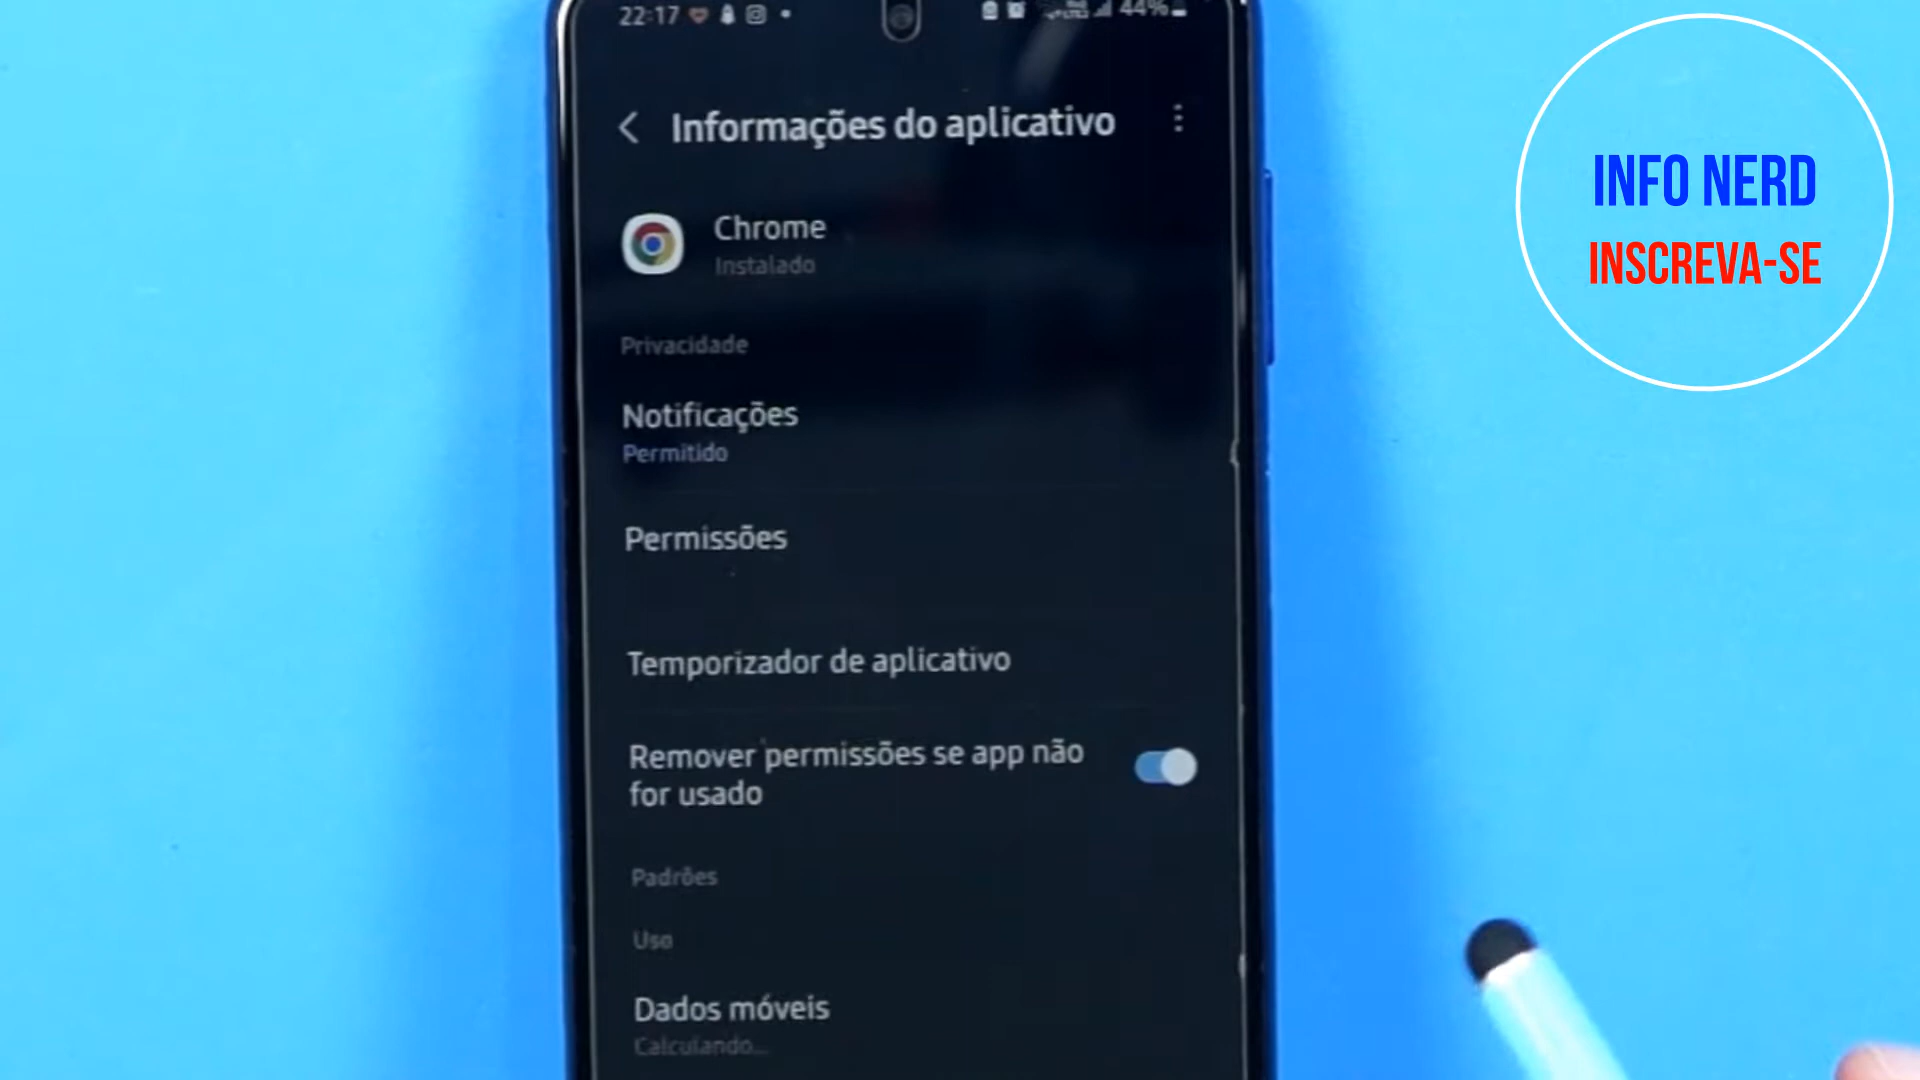 22:17
44%
Informações do aplicativo
INFO NERD
INSCREVA-SE
Chrome
Instalado
Privacidade
Notificações
Permitido
Permissões
Temporizador de aplicativo
Remover permissões se app não
for usado
Padrões
Uso
Dados móveis
Calculando...